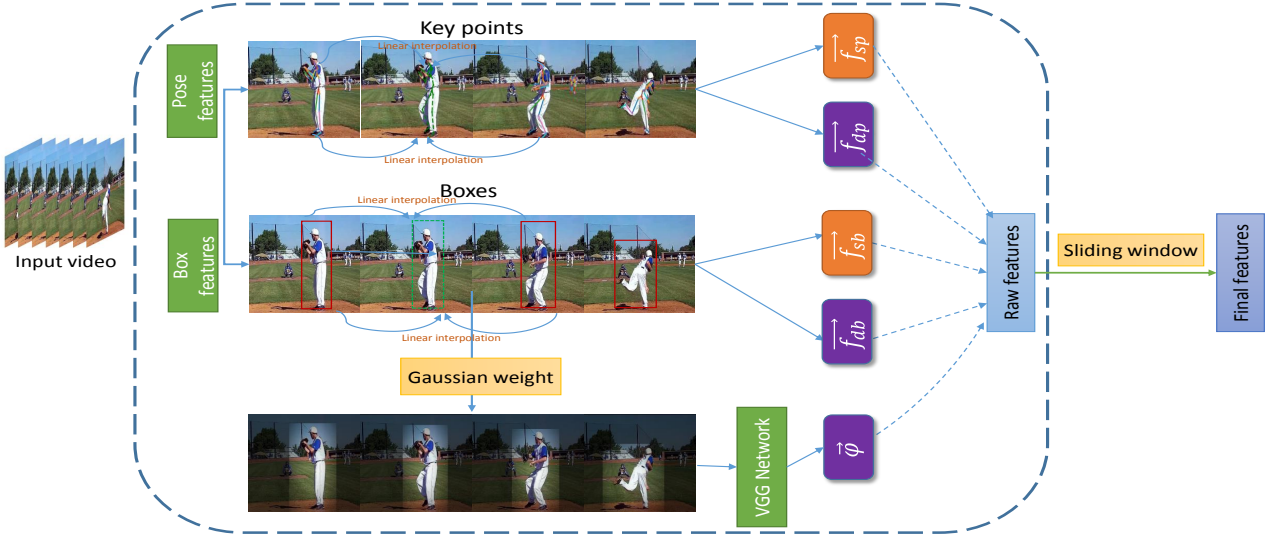 Key points
Linear interpolation
Pose features
Linear interpolation
Input video
Boxes
Linear interpolation
Box features
Linear interpolation
Gaussian weight
VGG Network
f_sp
f_dp
f_sb
f_db
φ
Raw features
Sliding window
Final features